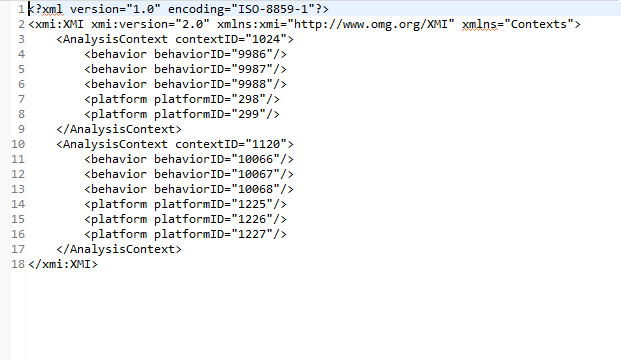 1 <?xml version="1.0" encoding="ISO-8859-1"?>
2 <xmi:XMI xmi:version="2.0" xmlns:xmi="http://www.omg.org/XMI" xmlns="Contexts">
3     <AnalysisContext contextID="1024">
4         <behavior behaviorID="9986"/>
5         <behavior behaviorID="9987"/>
6         <behavior behaviorID="9988"/>
7         <platform platformID="298"/>
8         <platform platformID="299"/>
9     </AnalysisContext>
10     <AnalysisContext contextID="1120">
11         <behavior behaviorID="10066"/>
12         <behavior behaviorID="10067"/>
13         <behavior behaviorID="10068"/>
14         <platform platformID="1225"/>
15         <platform platformID="1226"/>
16         <platform platformID="1227"/>
17     </AnalysisContext>
18 </xmi:XMI>